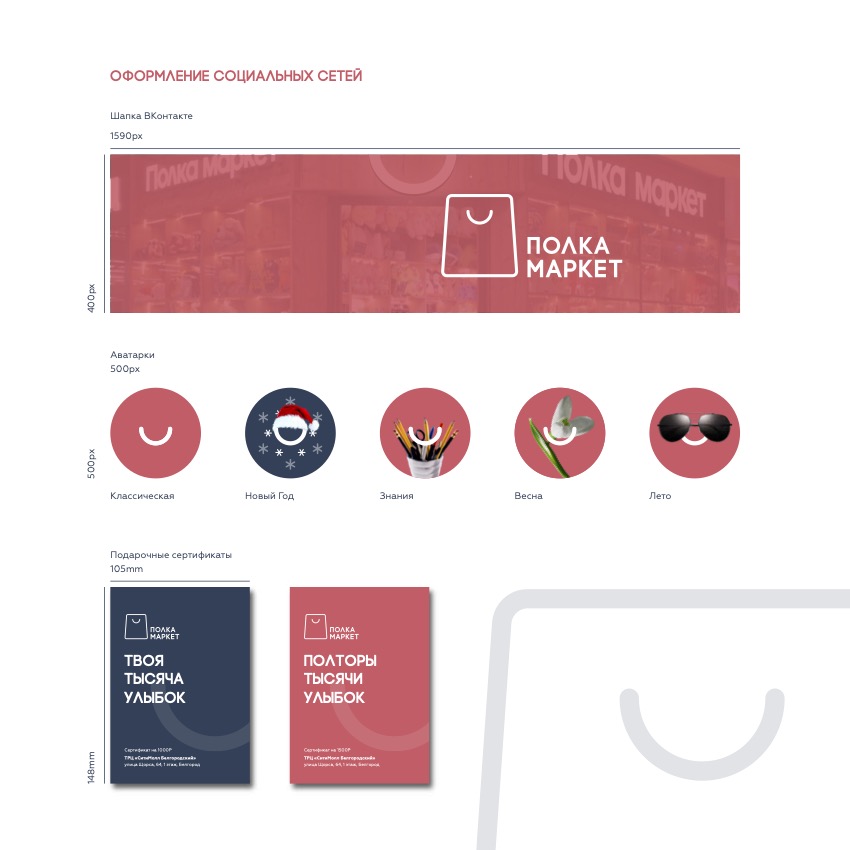 ОФОРМЛЕНИЕ СОЦИАЛЬНЫХ СЕТЕЙ
Шапка ВКонтакте
1590px
Полка Маркет
Полка Маркет
400px
ПОЛКА
МАРКЕТ
Аватарки
500px
500px
Классическая
Новый Год
Знания
Весна
Лето
Подарочные сертификаты
105mm
148mm
ПОЛКА
МАРКЕТ
ТВОЯ
ТЫСЯЧА
УЛЫБОК
Сертификат на 1000Р
ТРЦ «СитиМолл Белгородский»
улица Щорса, 64, 1 этаж, Белгород
ПОЛКА
МАРКЕТ
ПОЛТОРЫ
ТЫСЯЧИ
УЛЫБОК
Сертификат на 1500Р
ТРЦ «СитиМолл Белгородский»
улица Щорса, 64, 1 этаж, Белгород